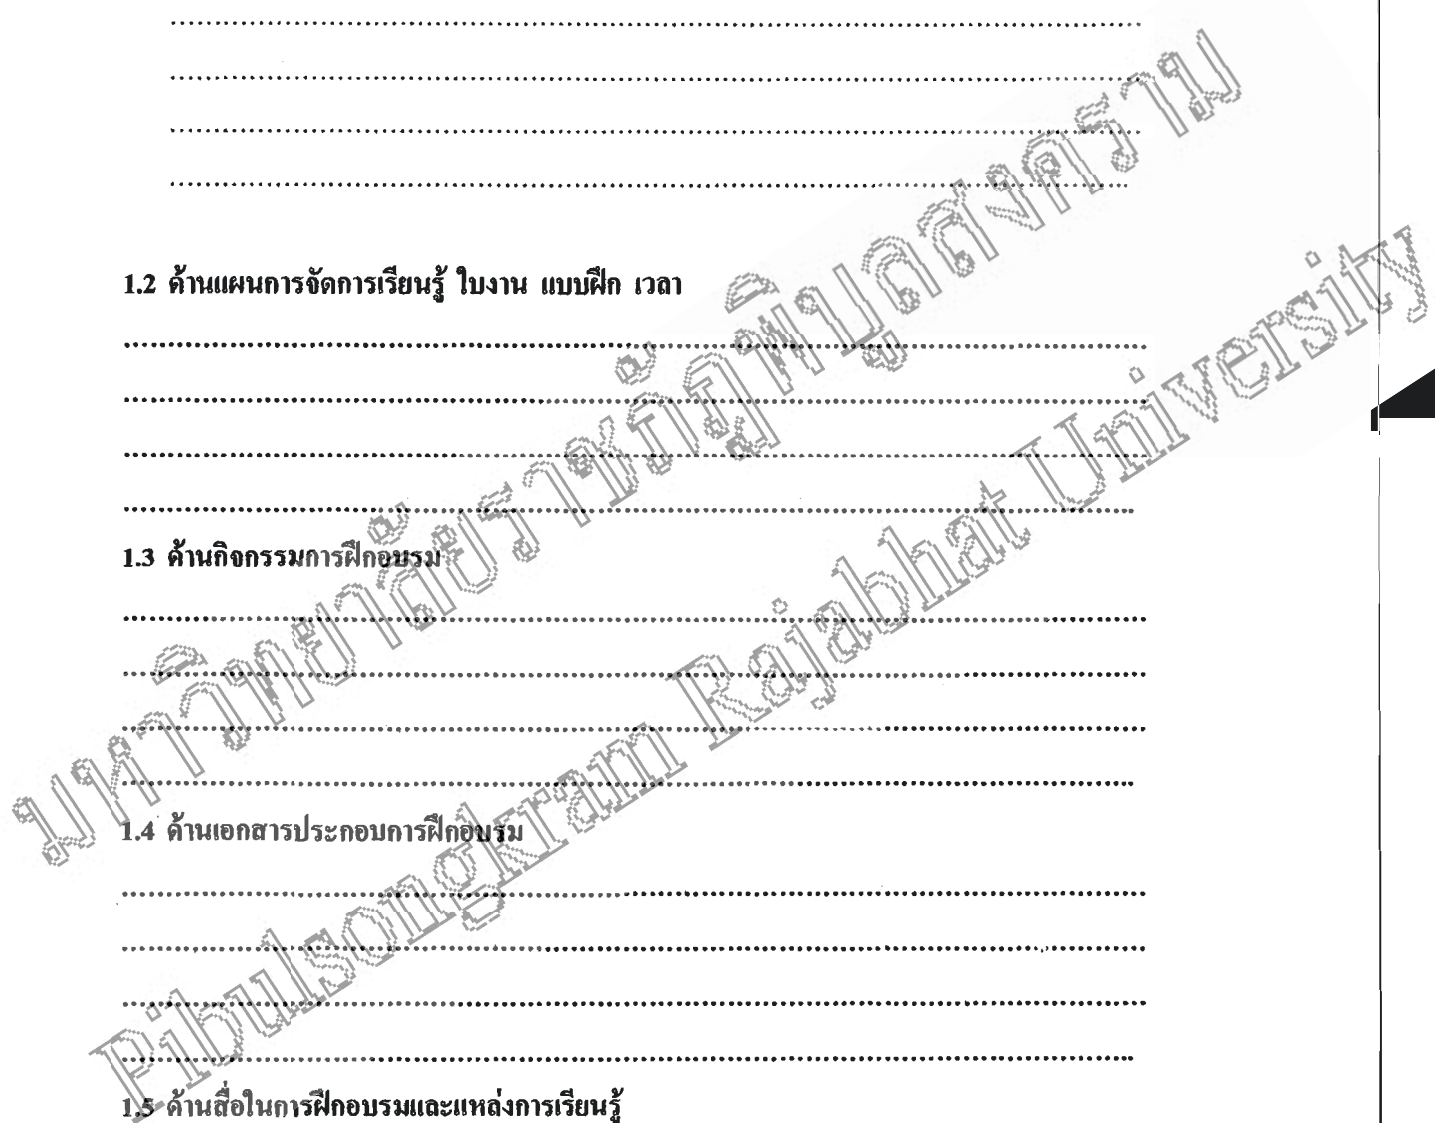 ........................................................................
........................................................................
........................................................................
........................................................................
1.2 ด้านแผนการจัดการเรียนรู้ ใบงาน แบบฝึก เวลา
........................................................................
........................................................................
........................................................................
........................................................................
1.3 ด้านกิจกรรมการฝึกอบรม
........................................................................
........................................................................
........................................................................
........................................................................
1.4 ด้านเอกสารประกอบการฝึกอบรม
........................................................................
........................................................................
........................................................................
........................................................................
1.5 ด้านสื่อในการฝึกอบรมและแหล่งการเรียนรู้
มหาวิทยาลัยราชภัฏพิบูลสงคราม
Pibulsongkram Rajabhat University